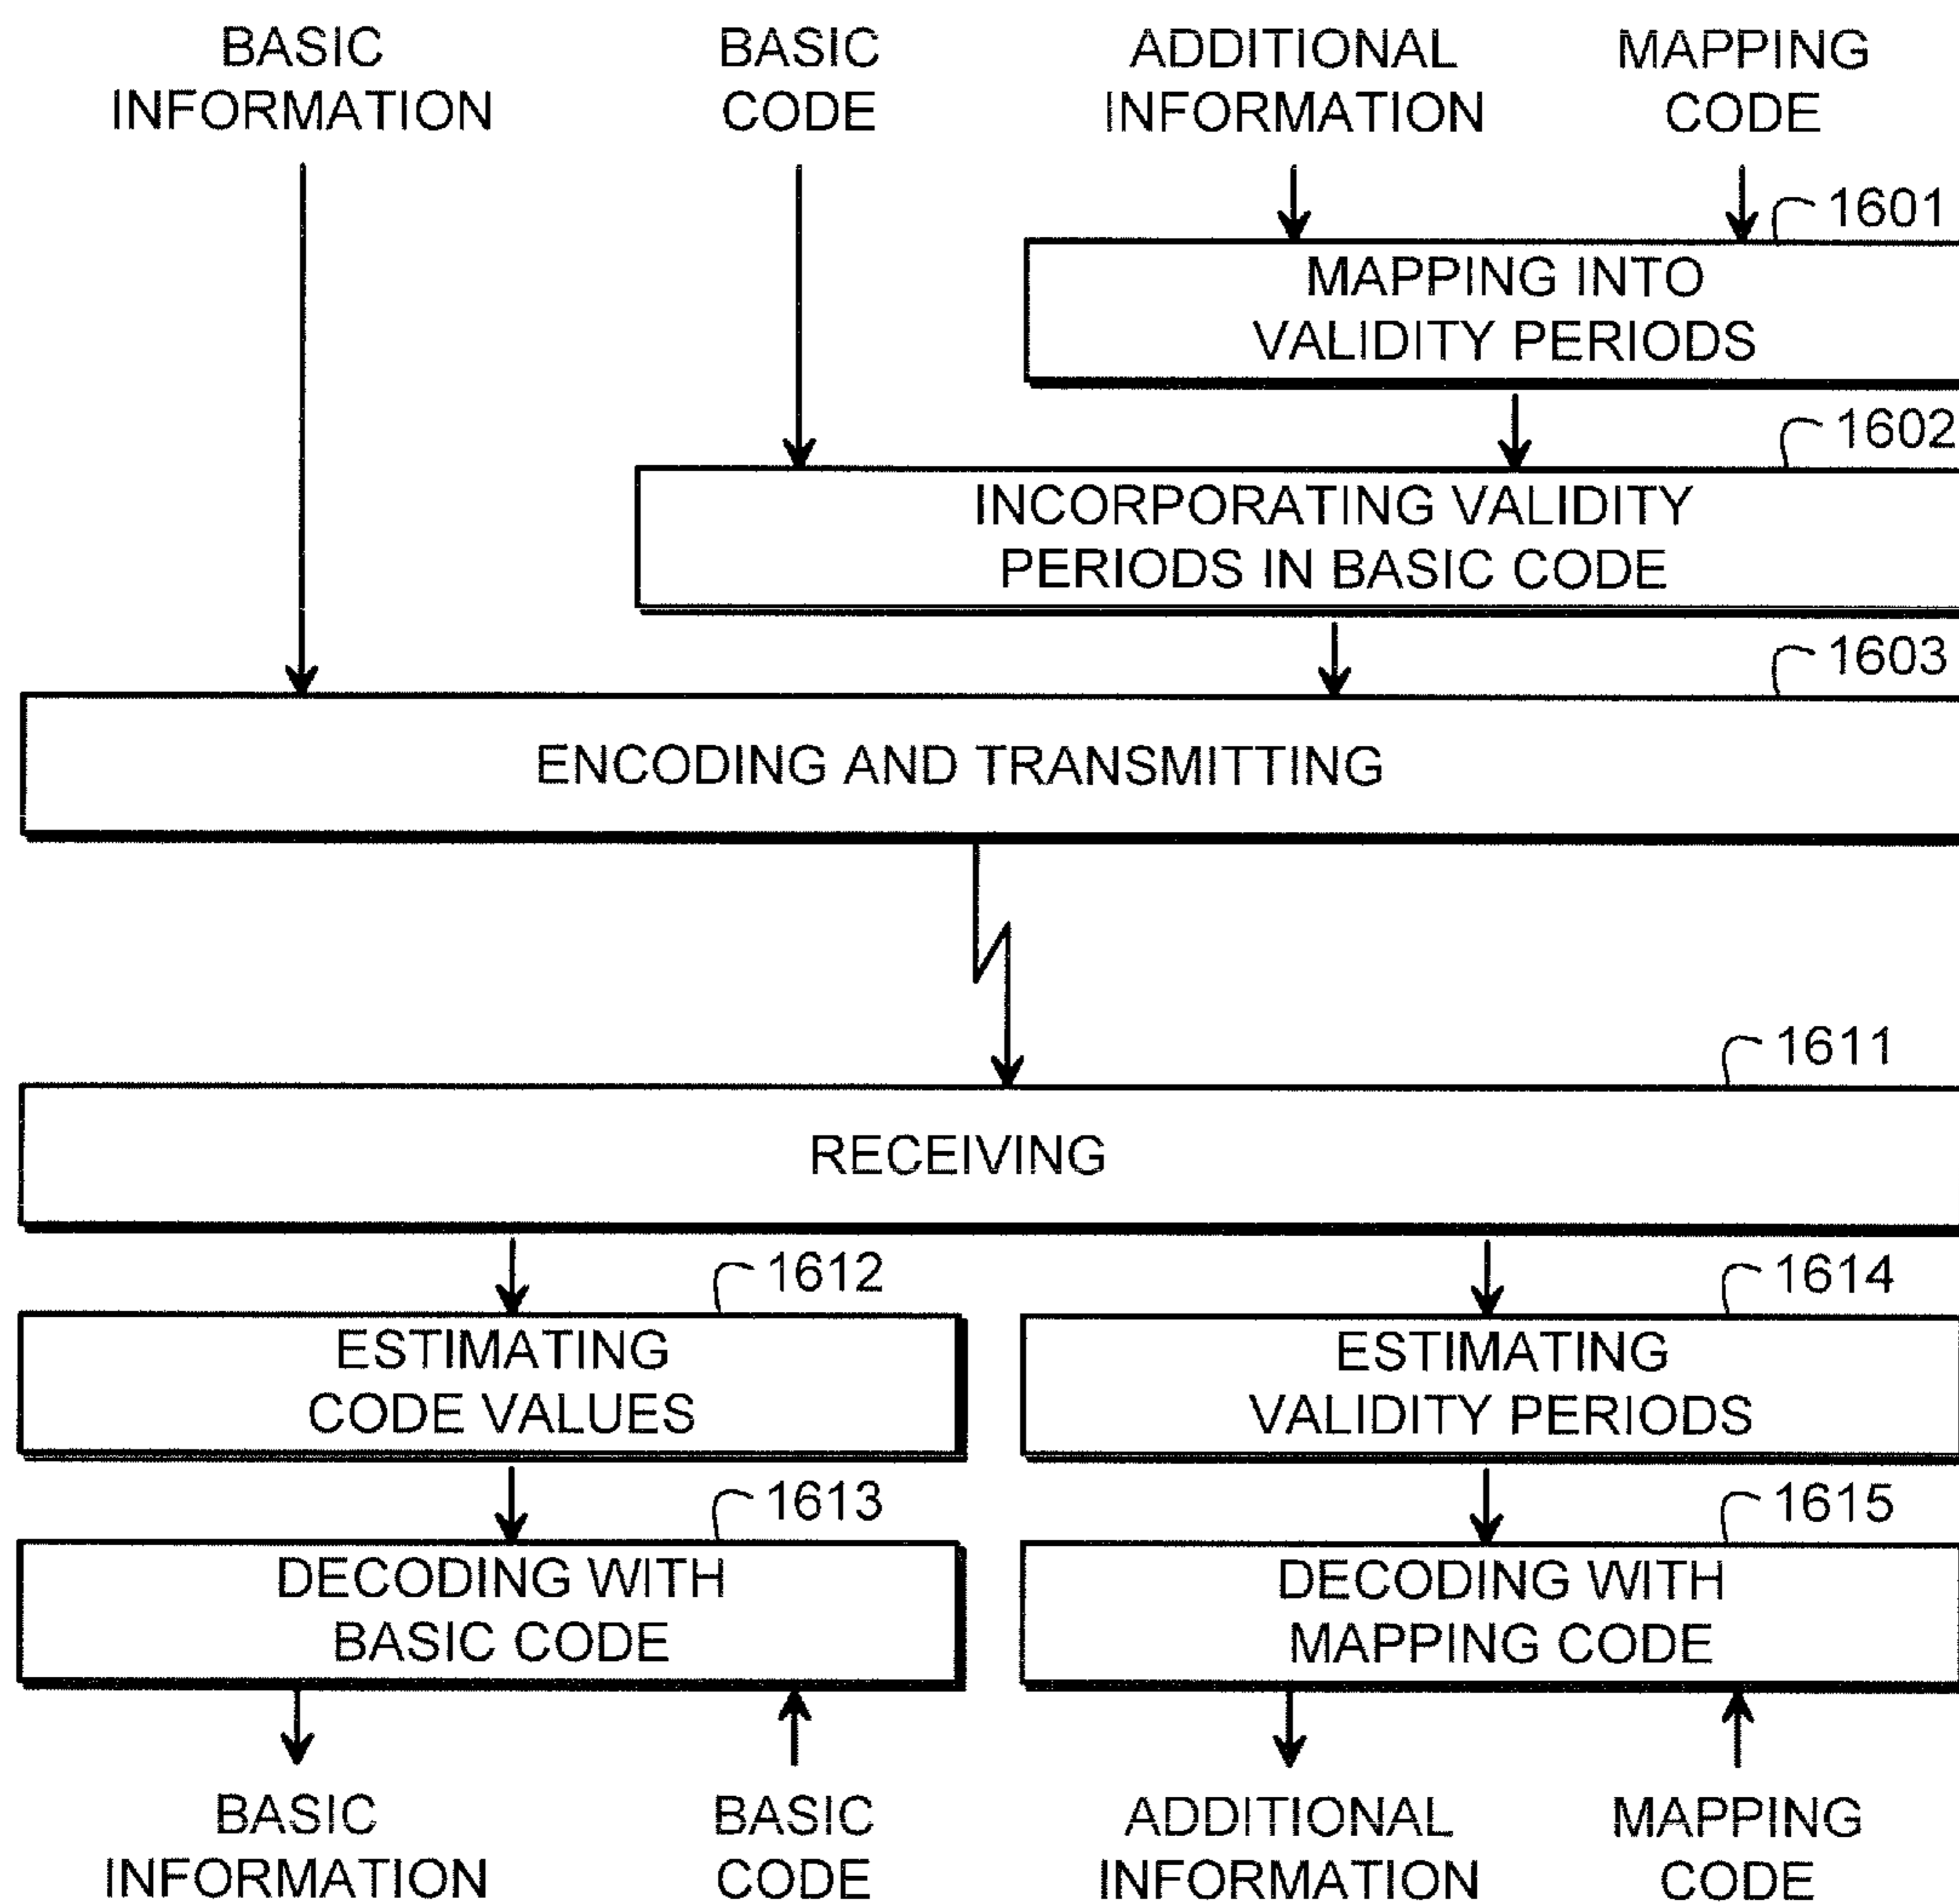 BASIC
INFORMATION
BASIC
CODE
ADDITIONAL
INFORMATION
MAPPING
CODE
1601
MAPPING INTO
VALIDITY PERIODS
1602
INCORPORATING VALIDITY
PERIODS IN BASIC CODE
1603
ENCODING AND TRANSMITTING
1611
RECEIVING
1612
ESTIMATING
CODE VALUES
1614
ESTIMATING
VALIDITY PERIODS
1613
DECODING WITH
BASIC CODE
1615
DECODING WITH
MAPPING CODE
BASIC
INFORMATION
BASIC
CODE
ADDITIONAL
INFORMATION
MAPPING
CODE